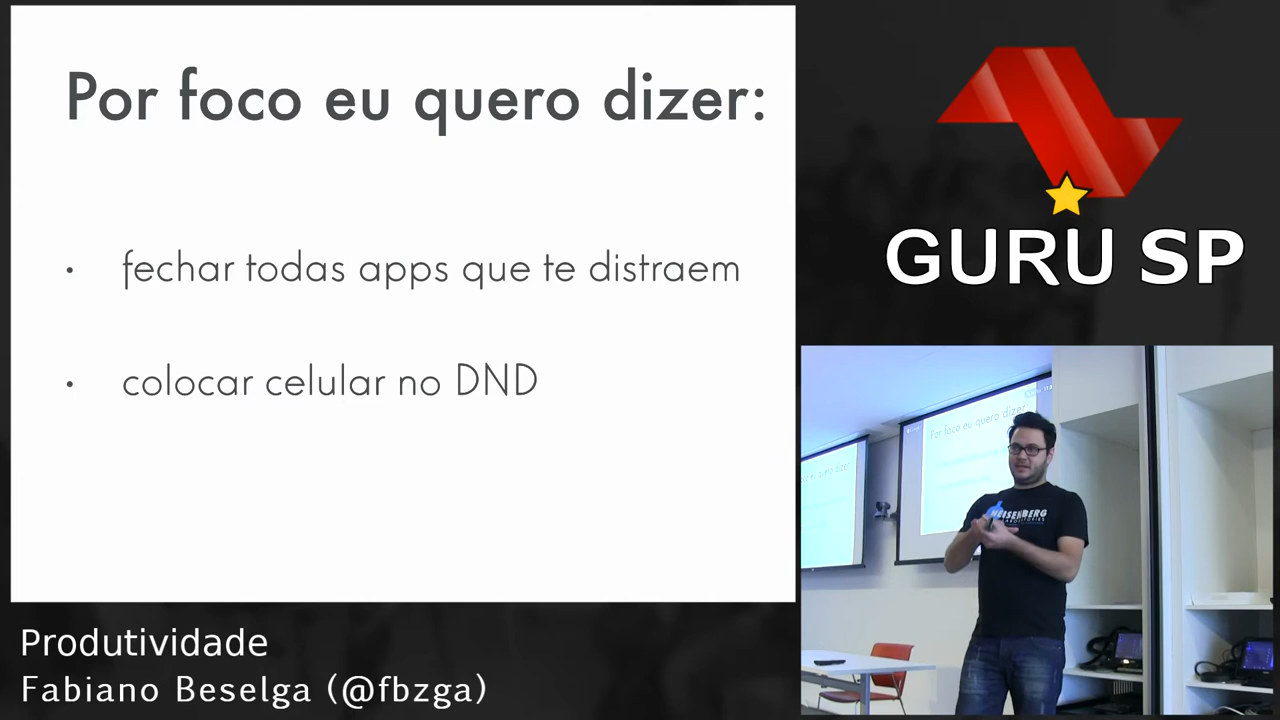 Por foco eu quero dizer:
• fechar todas apps que te distraem
• colocar celular no DND
GURU SP
Por foco eu quero dizer:
HEISENBERG
Produtividade
Fabiano Beselga (@fbzga)